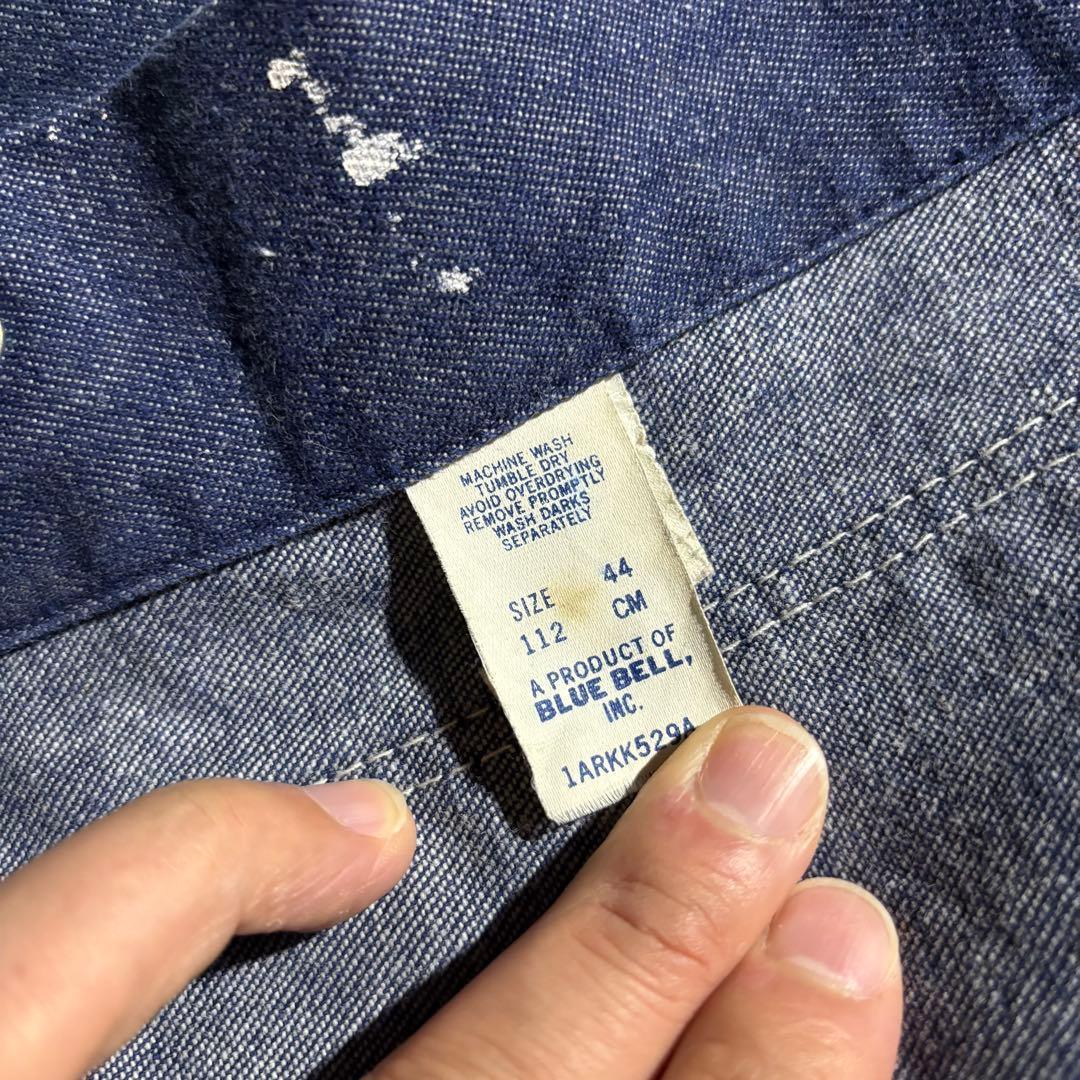 MACHINE WASH
TUMBLE DRY
AVOID OVERDRYING
REMOVE PROMPTLY
WASH DARKS
SEPARATELY
SIZE 44
112 CM
A PRODUCT OF
BLUE BELL,
INC.
1ARKK529A